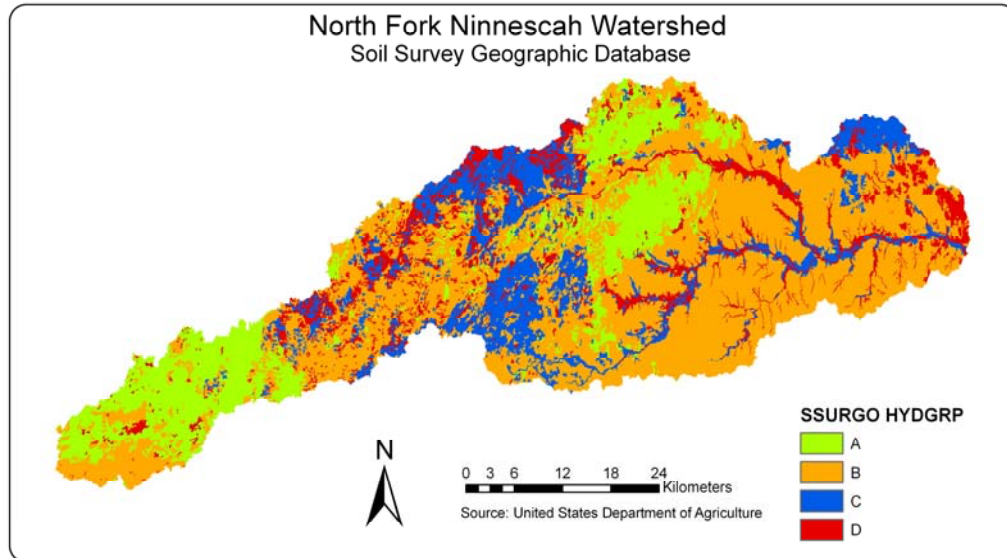 North Fork Ninnescah Watershed
Soil Survey Geographic Database
SSURGO HYDGRP
A
B
C
D
N
0 3 6 12 18 24
Kilometers
Source: United States Department of Agriculture